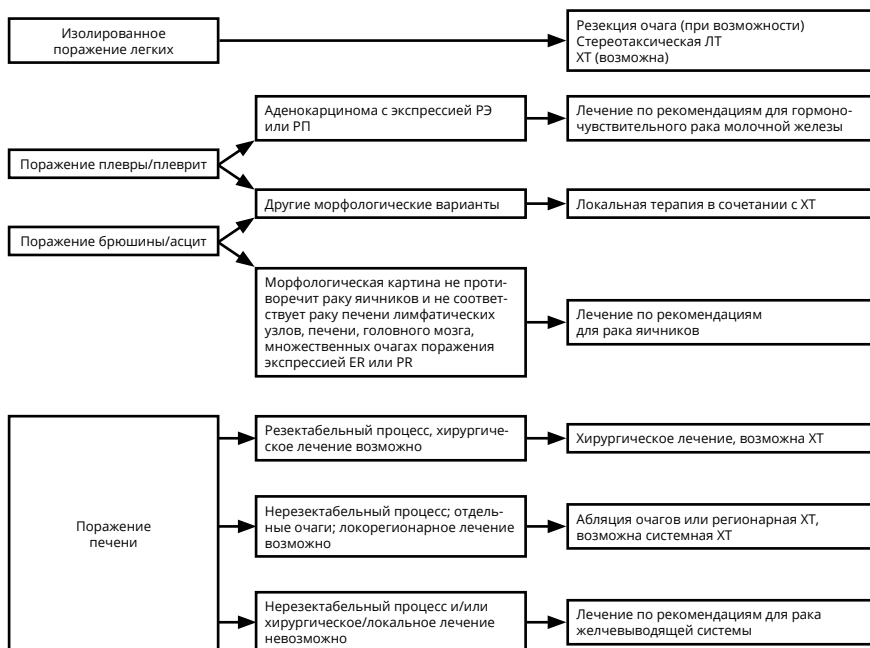 Изолированное
поражение легких
Резекция очага (при возможности)
Стереотаксическая ЛТ
ХТ (возможна)
Аденокарцинома с экспрессией РЭ
или РП
Лечение по рекомендациям для гормоно-
чувствительного рака молочной железы
Поражение плевры/плеврит
Другие морфологические варианты
Локальная терапия в сочетании с ХТ
Поражение брюшины/асцит
Морфологическая картина не проти-
воречит раку яичников и не соответ-
ствует раку печени лимфатических
узлов, печени, головного мозга,
множественных очагах поражения
экспрессией ER или PR
Лечение по рекомендациям
для рака яичников
Поражение
печени
Резектабельный процесс, хирургиче-
ское лечение возможно
Хирургическое лечение, возможна ХТ
Нерезектабельный процесс; отдель-
ные очаги; локорегионарное лечение
возможно
Абляция очагов или регионарная ХТ,
возможна системная ХТ
Нерезектабельный процесс и/или
хирургическое/локальное лечение
невозможно
Лечение по рекомендациям для рака
желчевыводящей системы